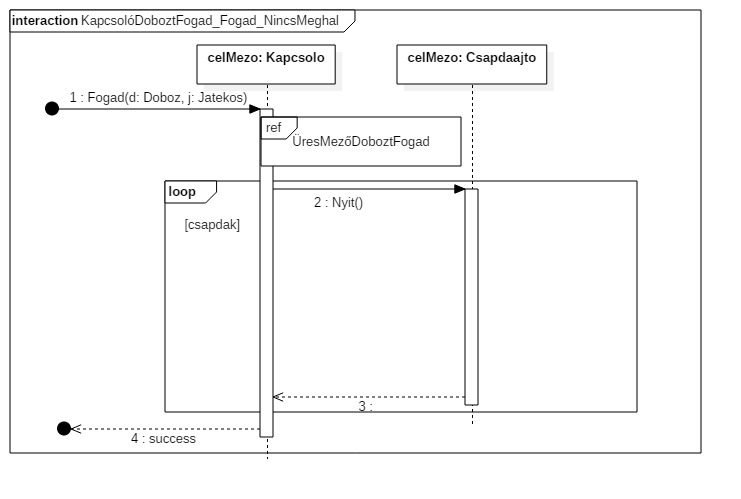 interaction KapcsolóDoboztFogad_Fogad_NincsMeghal
celMezo: Kapcsolo
celMezo: Csapdaajto
1 : Fogad(d: Doboz, j: Jatekos)
ref
ÜresMezőDoboztFogad
loop
2 : Nyit()
[csapdak]
3 :
4 : success